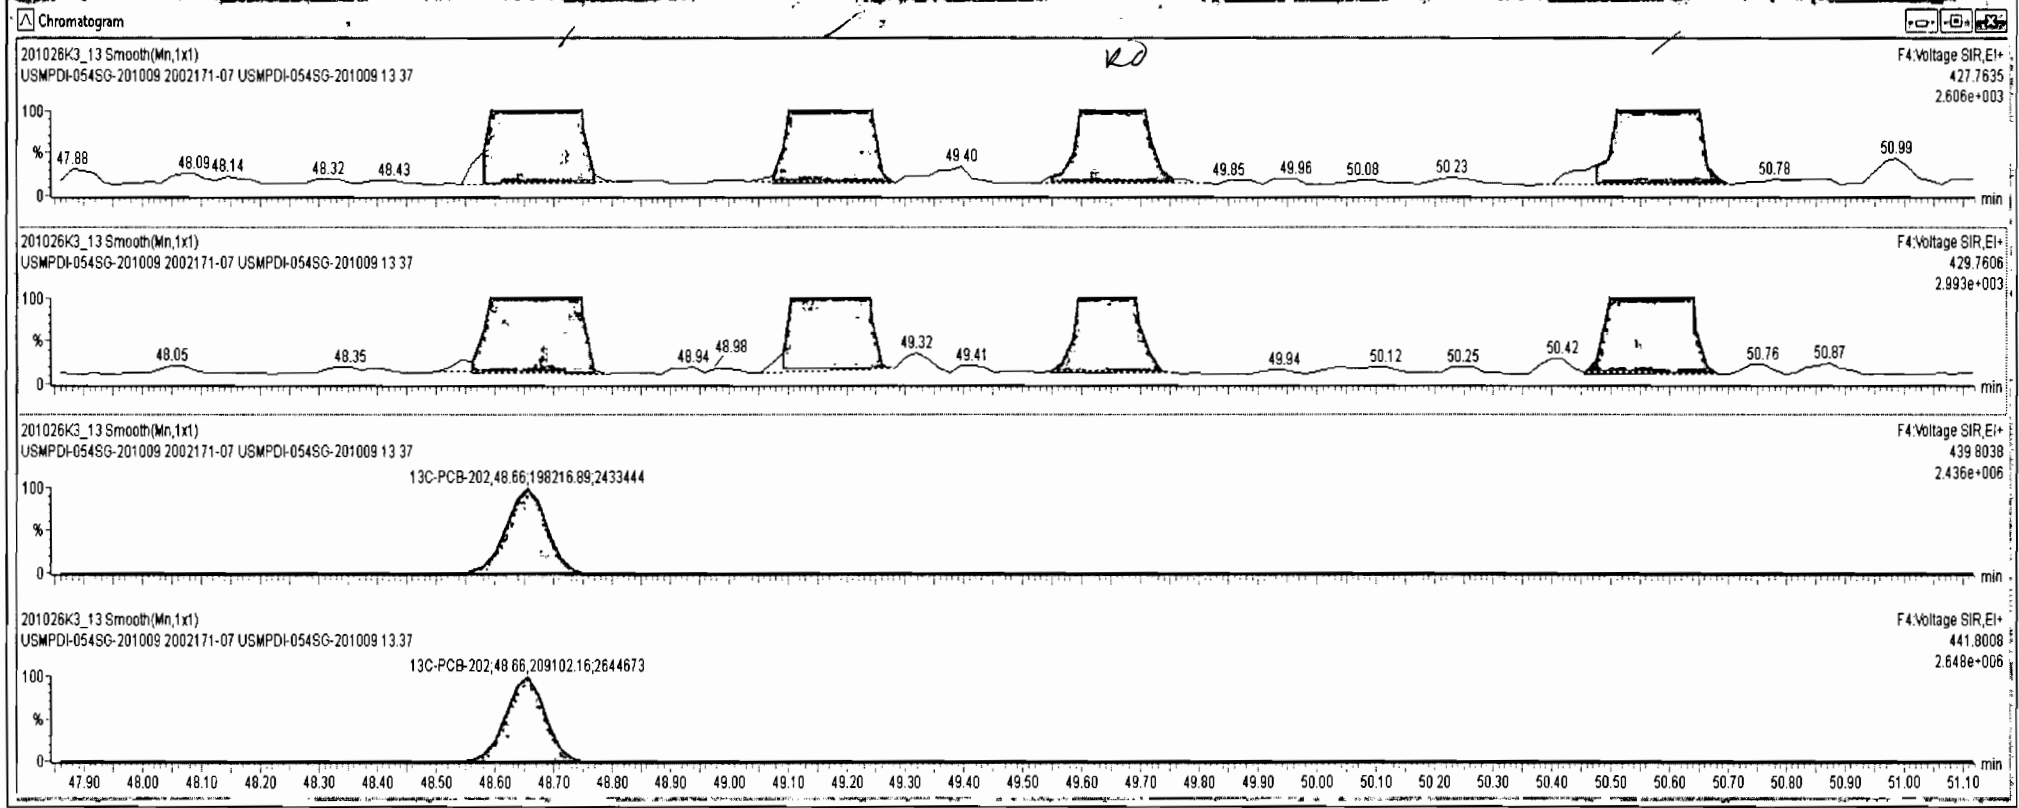 Chromatogram
201026K3_13 Smooth(Mn,1x1)
F4:Voltage SIR,EI+
USMPDI-054SG-201009 2002171-07 USMPDI-054SG-201009 13 37
427.7635
2.606e+003
100
%
0
47.88 48.09 48.14 48.32 48.43 49 40 49.85 49.96 50.08 50 23 50.78 50.99
min
201026K3_13 Smooth(Mn,1x1)
F4:Voltage SIR,EI+
USMPDI-054SG-201009 2002171-07 USMPDI-054SG-201009 13 37
429.7606
2.993e+003
100
%
0
48.05 48.35 48.94 48.98 49.32 49.41 49.94 50.12 50.25 50.42 50.76 50.87
min
201026K3_13 Smooth(Mn,1x1)
F4:Voltage SIR,EI+
USMPDI-054SG-201009 2002171-07 USMPDI-054SG-201009 13 37
439 8038
2.436e+006
13C-PCB-202,48.66;198216.89;2433444
100
%
0
min
201026K3_13 Smooth(Mn,1x1)
F4:Voltage SIR,EI+
USMPDI-054SG-201009 2002171-07 USMPDI-054SG-201009 13.37
441.8008
2.648e+006
13C-PCB-202;48 66,209102.16;2644673
100
%
0
min
47.90 48.00 48.10 48.20 48.30 48.40 48.50 48.60 48.70 48.80 48.90 49.00 49.10 49.20 49.30 49.40 49.50 49.60 49.70 49.80 49.90 50.00 50.10 50 20 50.30 50.40 50.50 50.60 50.70 50.80 50.90 51.00 51.10